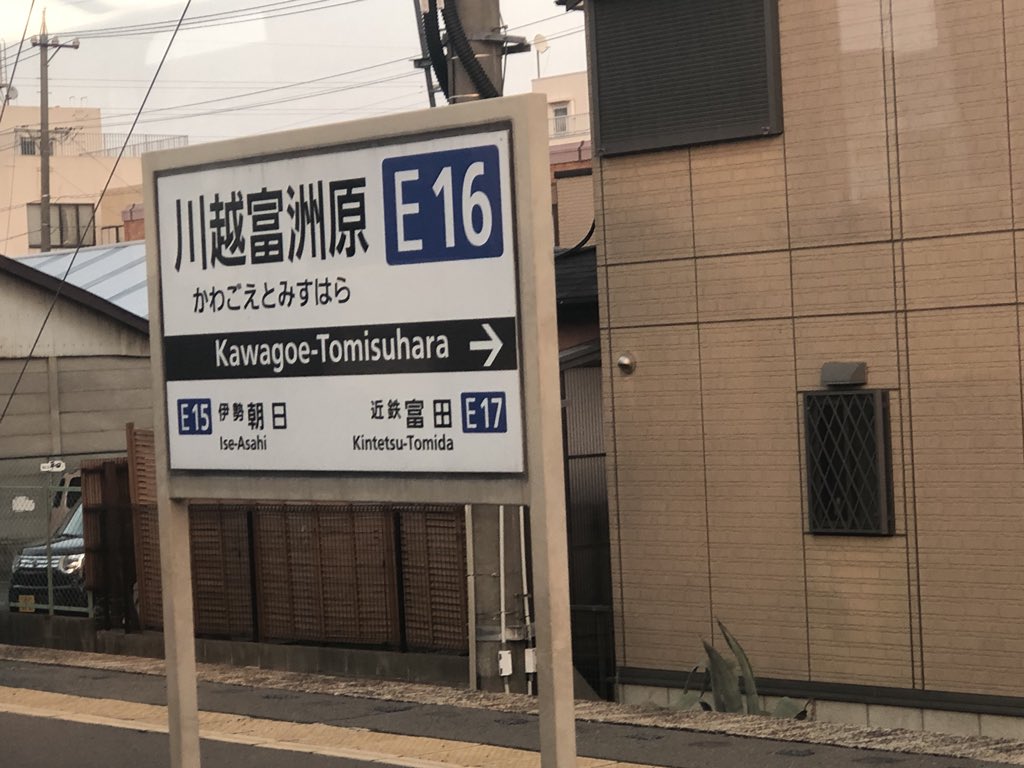 川越富洲原 E16
かわごえとみすはら
Kawagoe-Tomisuhara →
E15 伊勢朝日 近鉄富田 E17
Ise-Asahi Kintetsu-Tomida